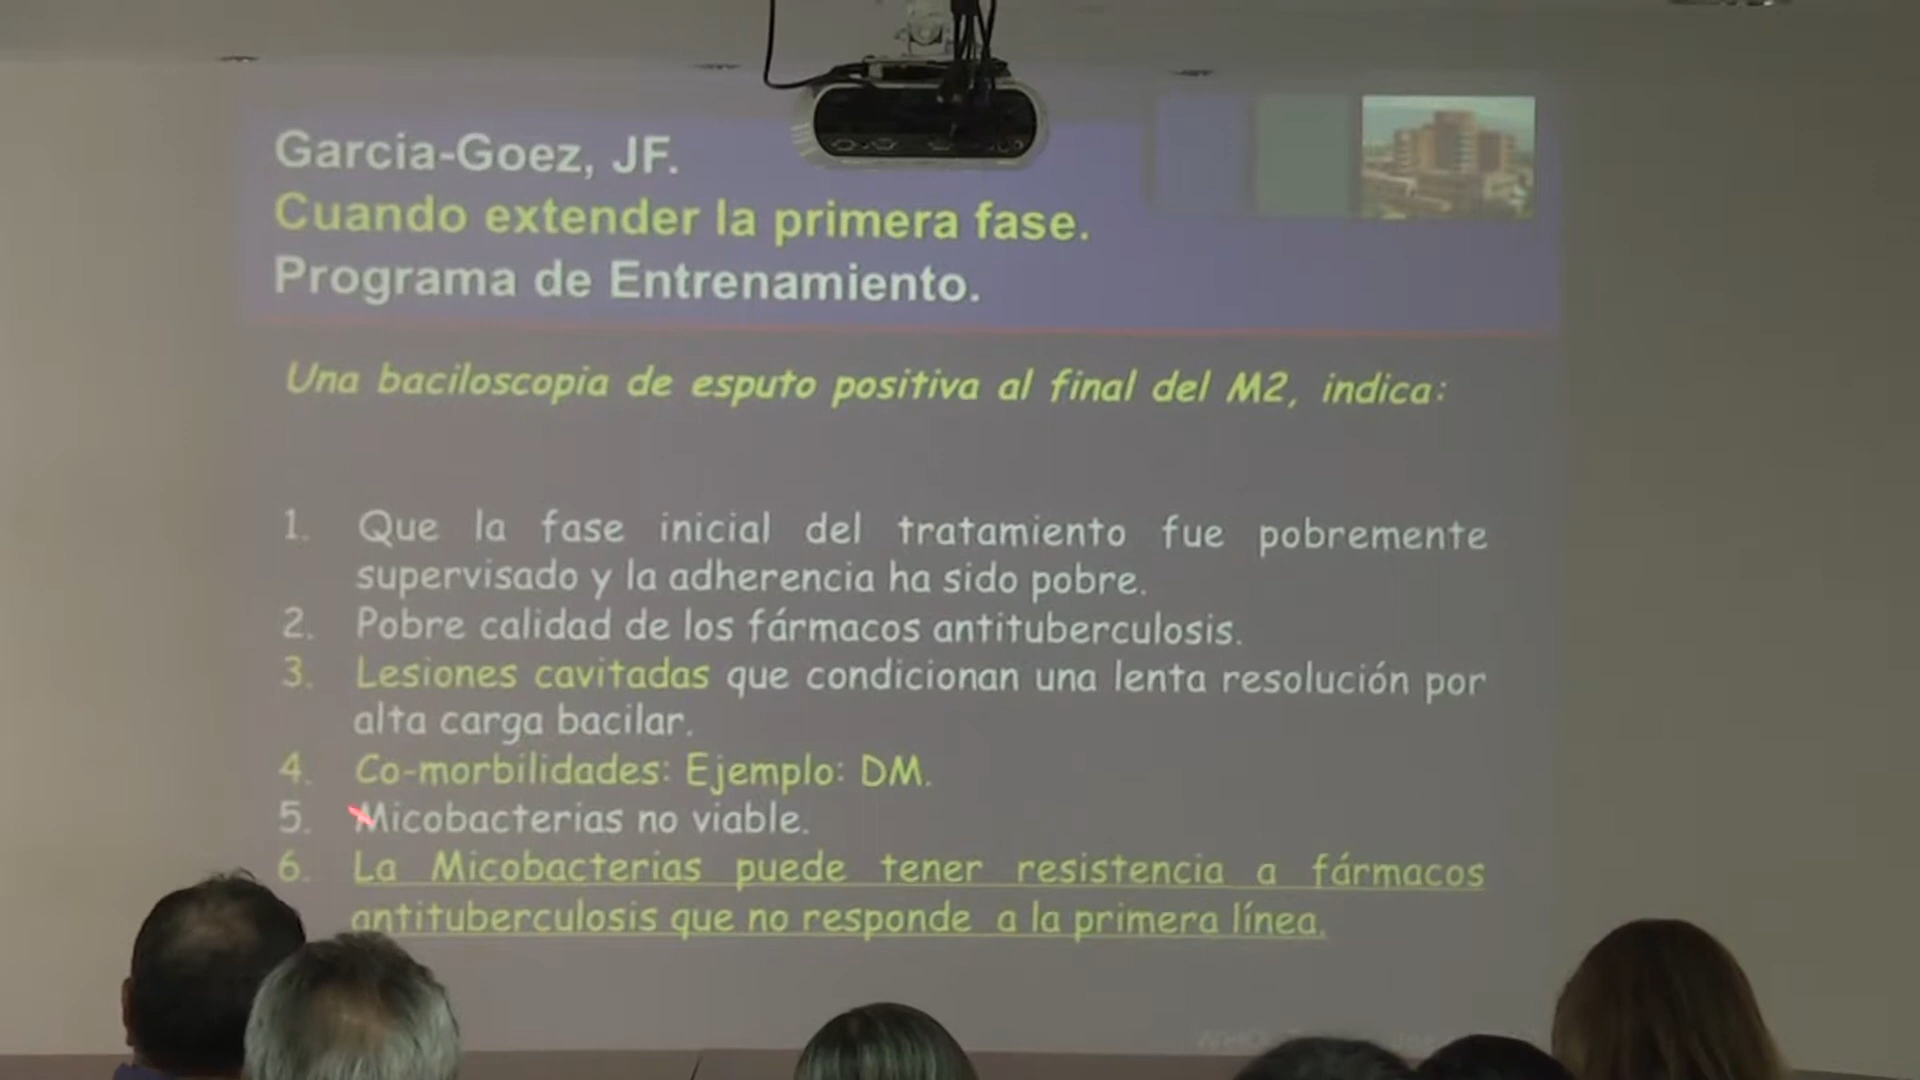 Garcia-Goez, JF.
Cuando extender la primera fase.
Programa de Entrenamiento.
Una baciloscopia de esputo positiva al final del M2, indica:
1. Que la fase inicial del tratamiento fue pobremente
supervisado y la adherencia ha sido pobre.
2. Pobre calidad de los fármacos antituberculosis.
3. Lesiones cavitadas que condicionan una lenta resolución por
alta carga bacilar.
4. Co-morbilidades: Ejemplo: DM.
5. Micobacterias no viable.
6. La Micobacterias puede tener resistencia a fármacos
antituberculosis que no responde a la primera línea.